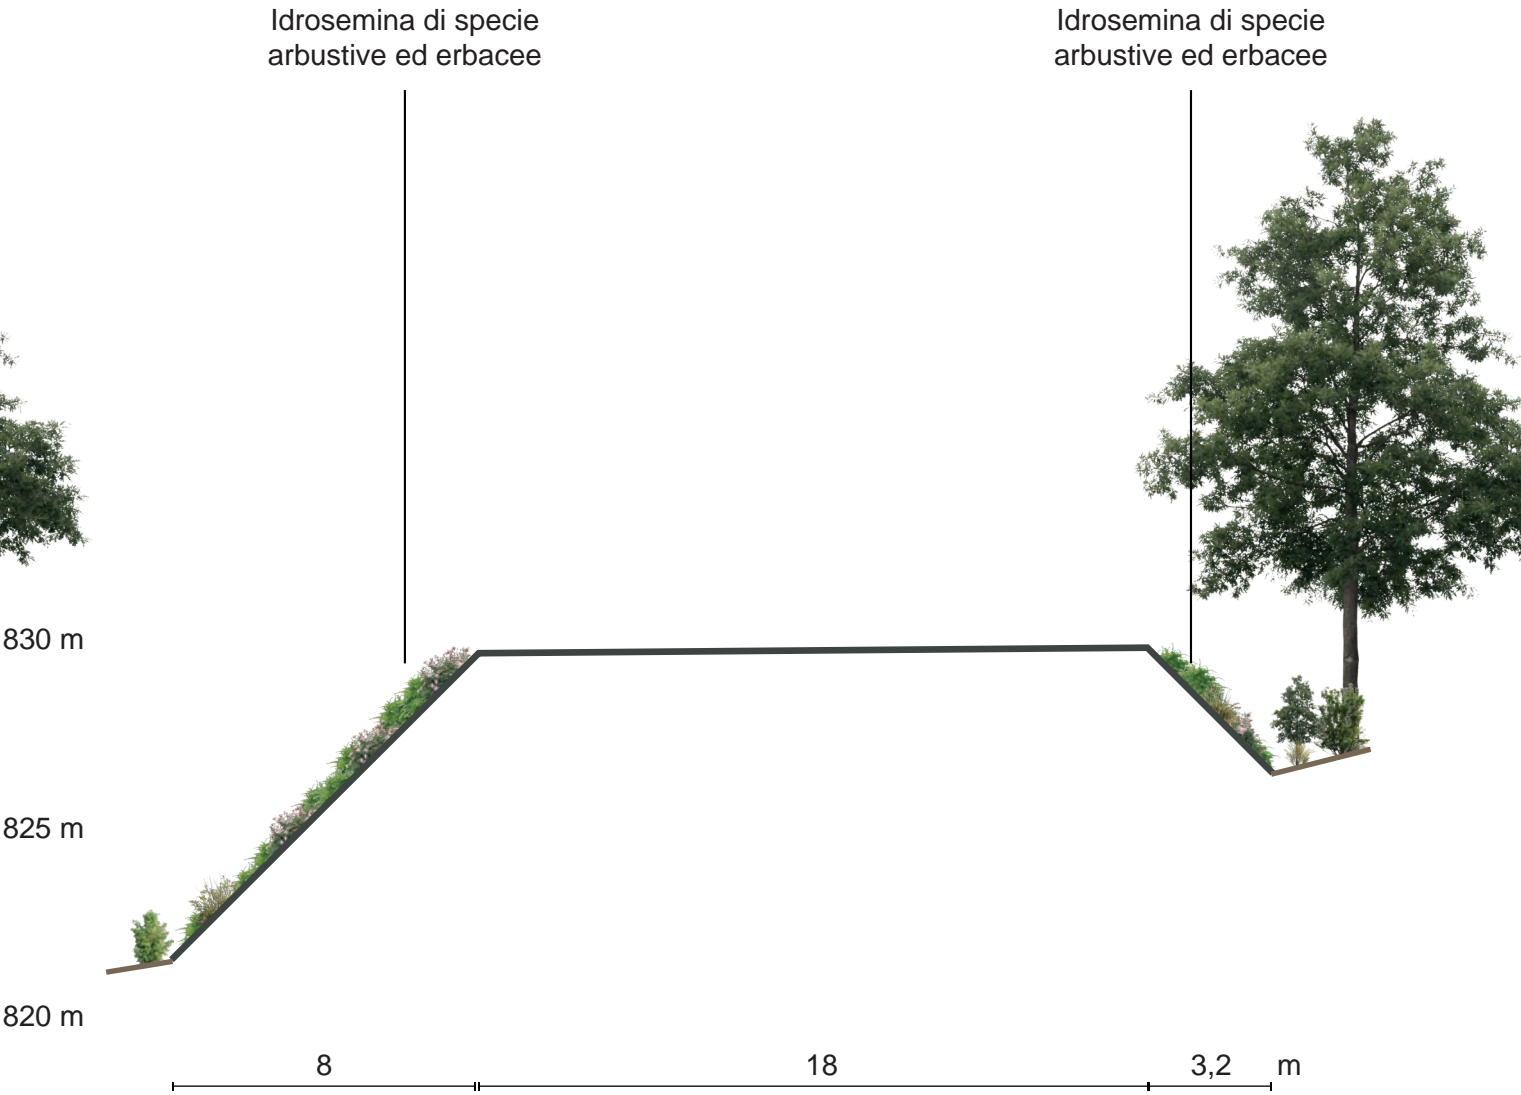 Idrosemina di specie
arbustive ed erbacee
Idrosemina di specie
arbustive ed erbacee
830 m
825 m
820 m
8
18
3,2
m